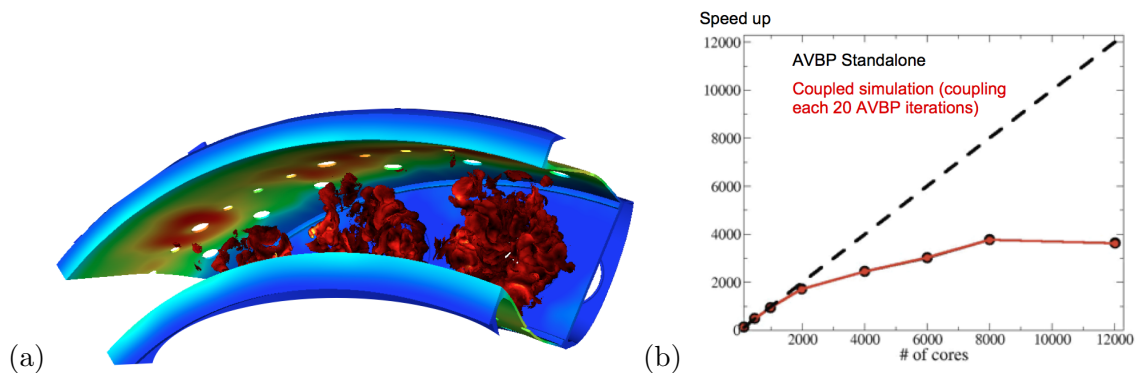 (a)
Speed up
12000
10000
8000
6000
4000
2000
0
AVBP Standalone
Coupled simulation (coupling
each 20 AVBP iterations)
2000 4000 6000 8000 10000 12000
# of cores
(b)